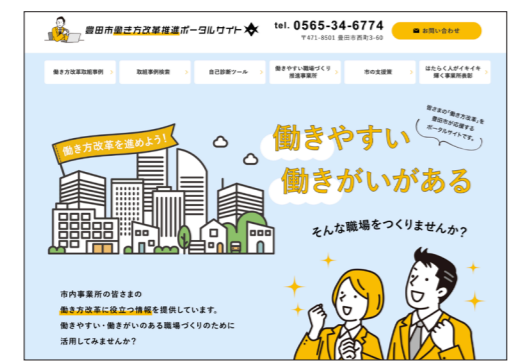 豊田市働き方改革推進ポータルサイト
tel. 0565-34-6774
〒471-8501 豊田市西町3-60
お問い合わせ
働き方改革取組事例
取組事例検索
自己診断ツール
働きやすい職場づくり
推進事業所
市の支援策
はたらく人がイキイキ
輝く事業所表彰
皆さまの「働き方改革」を
豊田市が応援する
ポータルサイトです。
働き方改革を進めよう!
働きやすい
働きがいがある
そんな職場をつくりませんか?
市内事業所の皆さまの
働き方改革に役立つ情報を提供しています。
働きやすい・働きがいのある職場づくりのために
活用してみませんか?